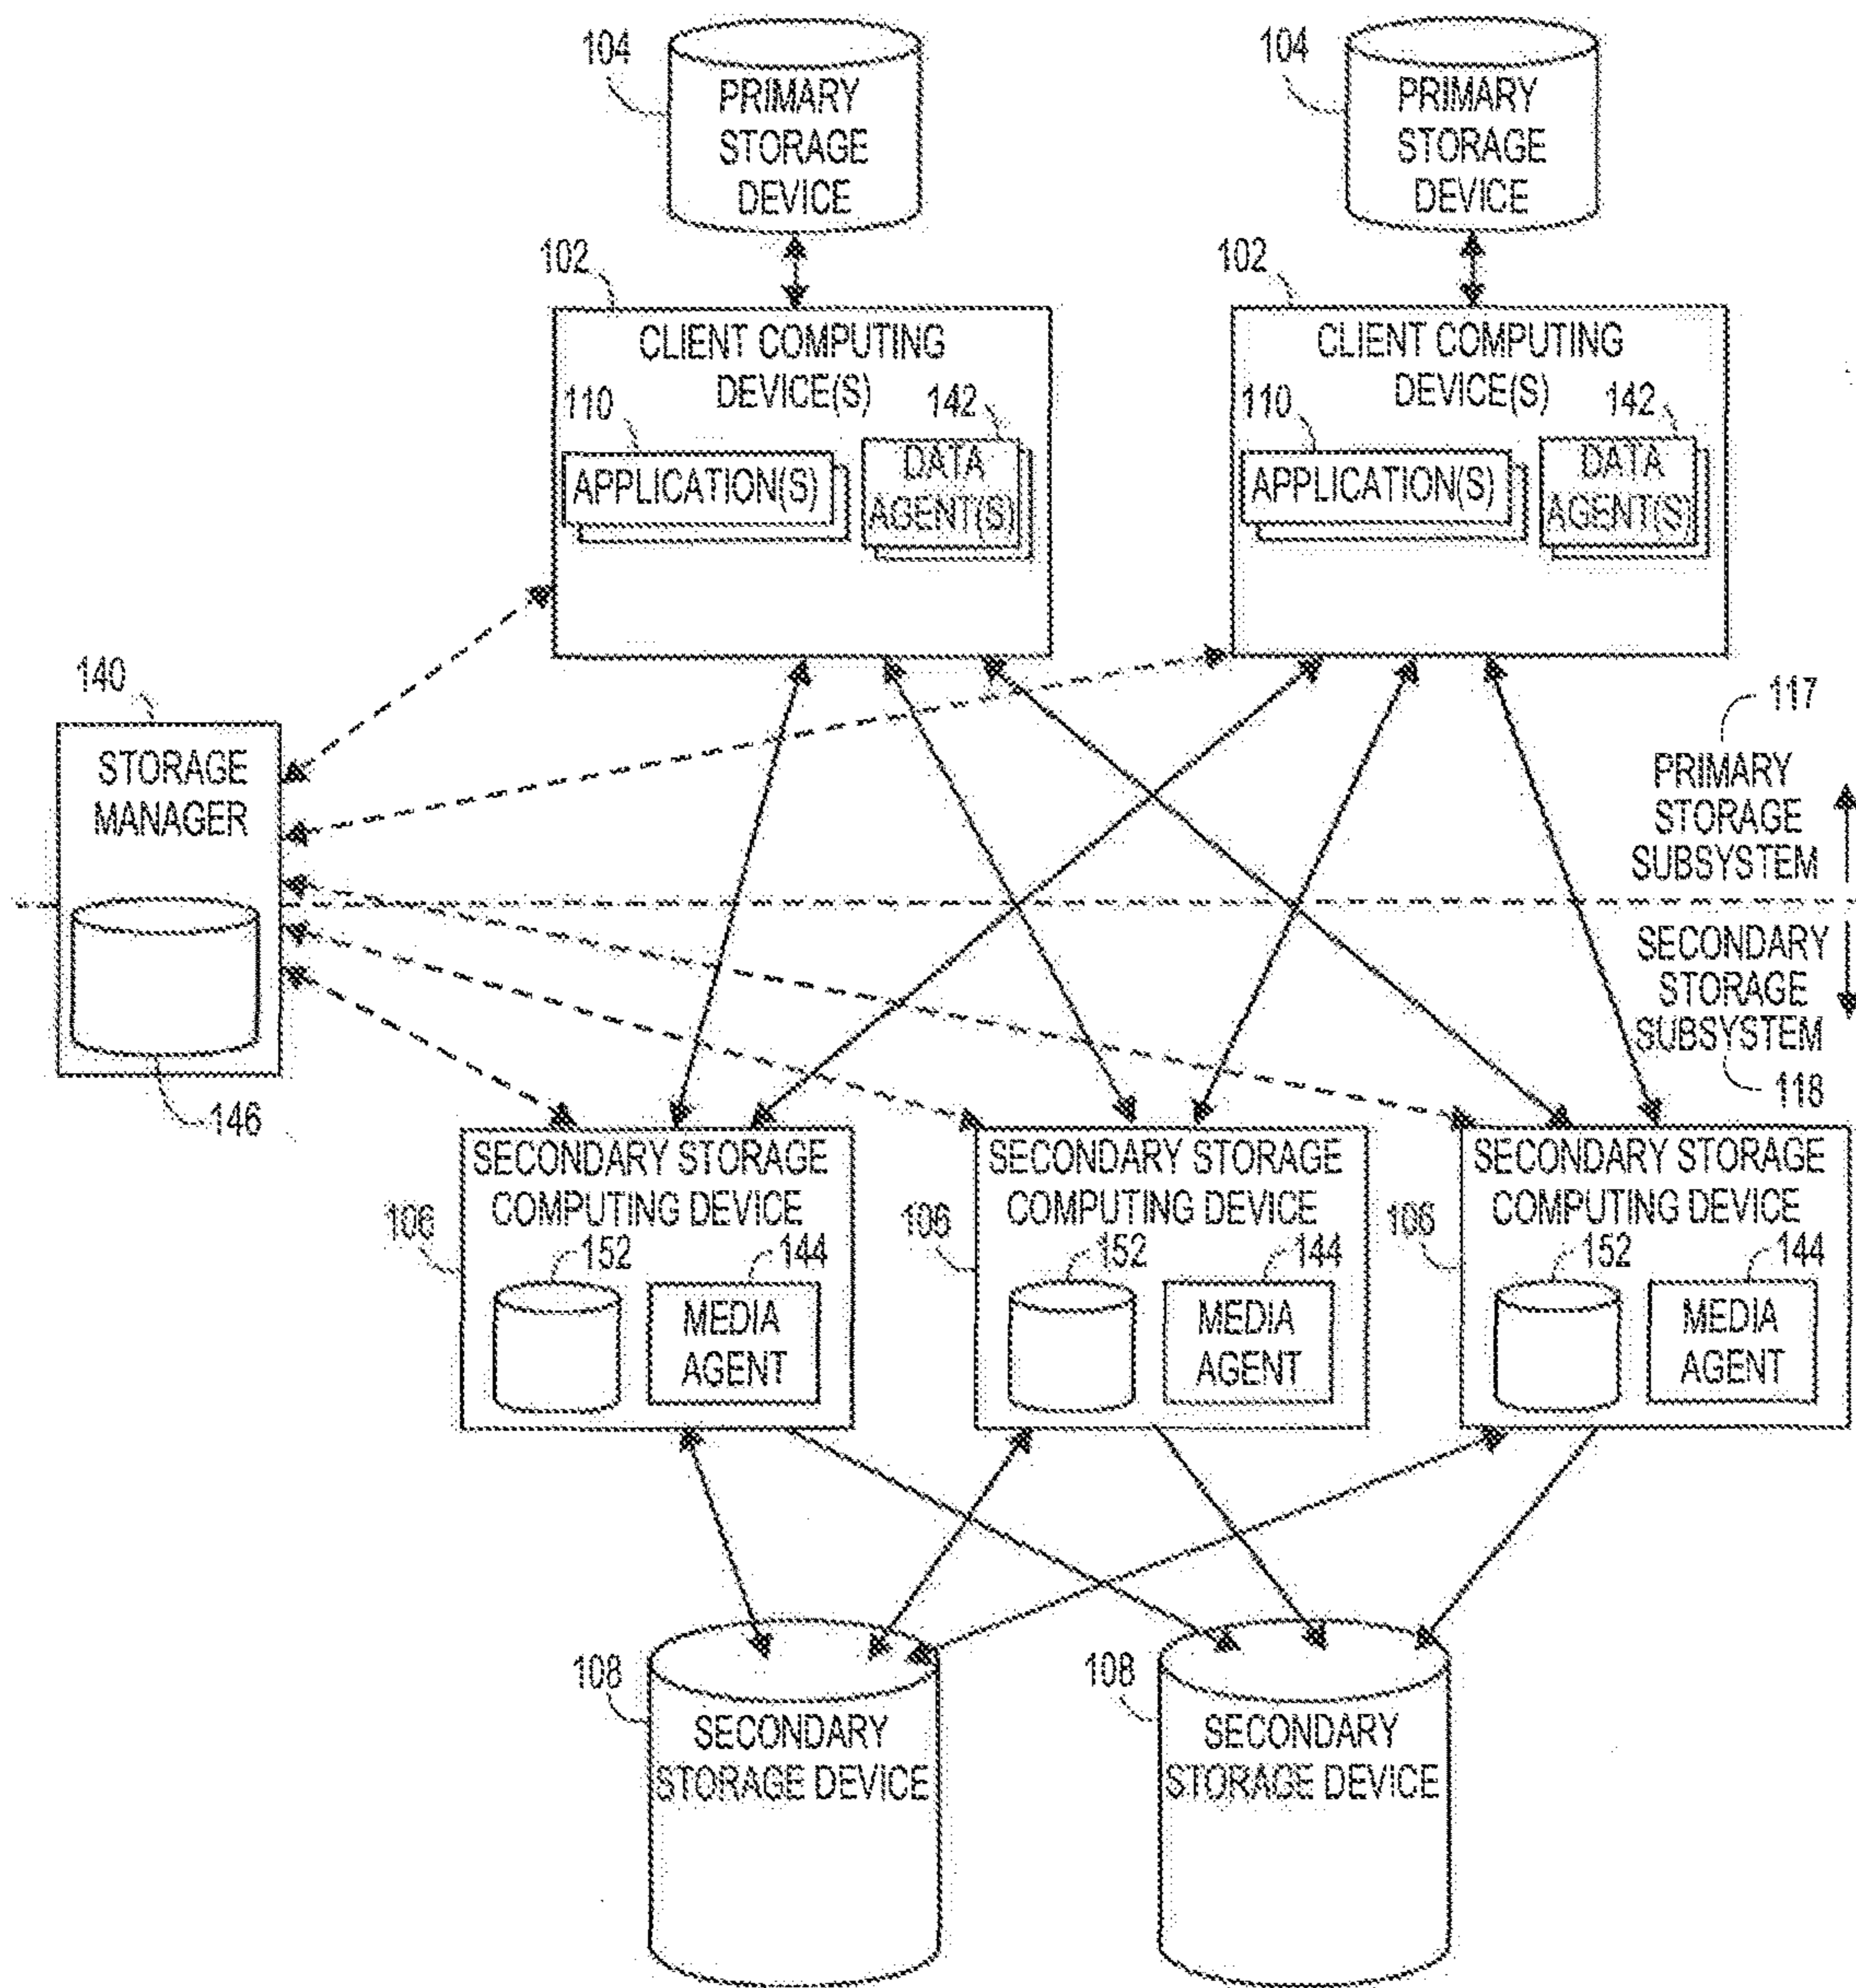 104
PRIMARY
STORAGE
DEVICE
104
PRIMARY
STORAGE
DEVICE
102
CLIENT COMPUTING
DEVICE(S)
110
142
APPLICATION(S)
DATA
AGENT(S)
102
CLIENT COMPUTING
DEVICE(S)
110
142
APPLICATION(S)
DATA
AGENT(S)
140
STORAGE
MANAGER
146
117
PRIMARY
STORAGE
SUBSYSTEM
SECONDARY
STORAGE
SUBSYSTEM
118
SECONDARY STORAGE
COMPUTING DEVICE
106
152
144
MEDIA
AGENT
SECONDARY STORAGE
COMPUTING DEVICE
106
152
144
MEDIA
AGENT
SECONDARY STORAGE
COMPUTING DEVICE
106
152
144
MEDIA
AGENT
108
SECONDARY
STORAGE DEVICE
108
SECONDARY
STORAGE DEVICE